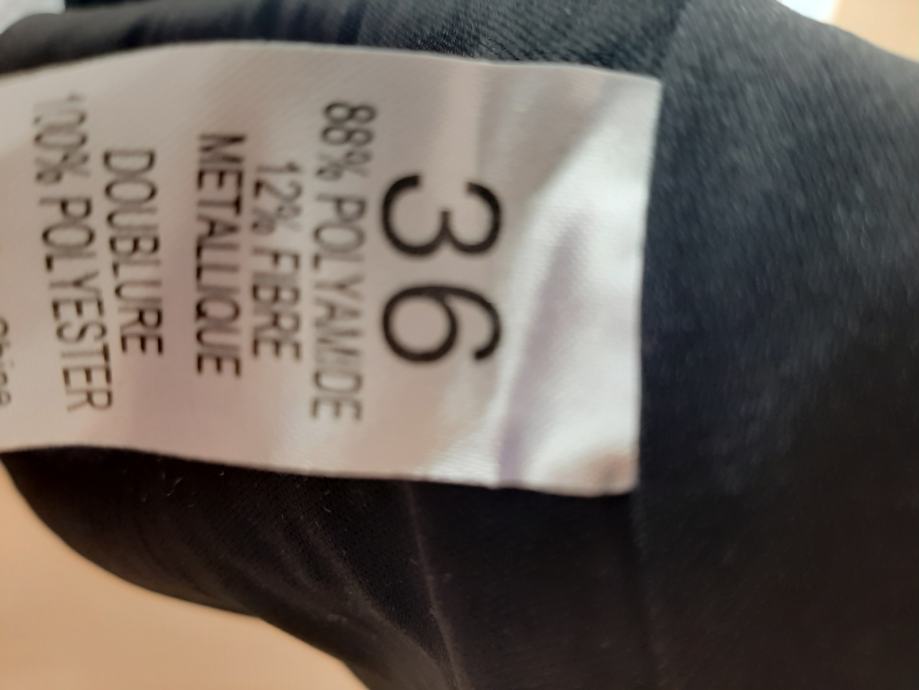 36
88% POLYAMIDE
12% FIBRE
METALLIQUE
DOUBLURE
100% POLYESTER